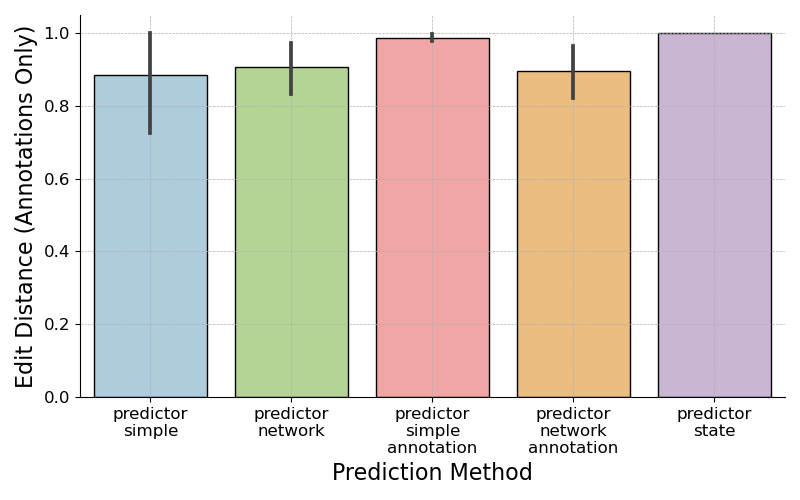 Edit Distance (Annotations Only)
1.0
0.8
0.6
0.4
0.2
0.0
predictor
simple
predictor
network
predictor
simple
annotation
predictor
network
annotation
predictor
state
Prediction Method